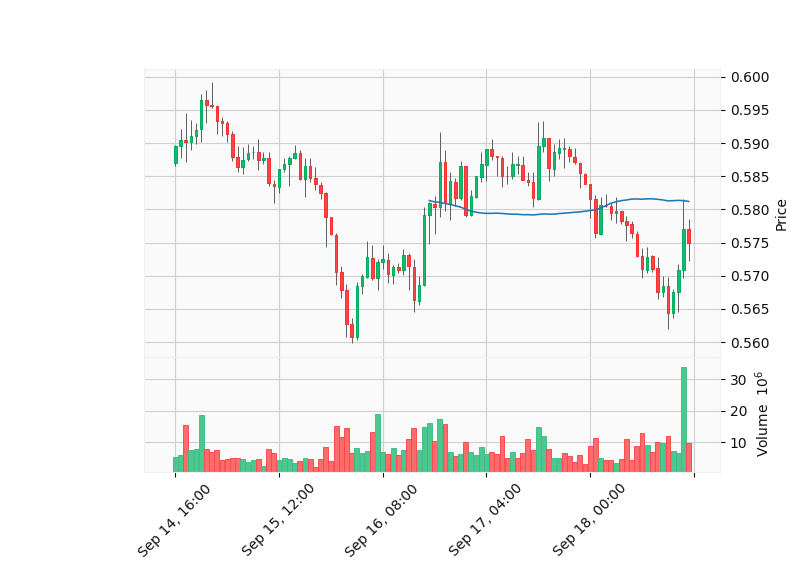 0.600
0.595
0.590
0.585
0.580
0.575
0.570
0.565
0.560
Price
30
20
10
Volume 10^6
Sep 14, 16:00
Sep 15, 12:00
Sep 16, 08:00
Sep 17, 04:00
Sep 18, 00:00